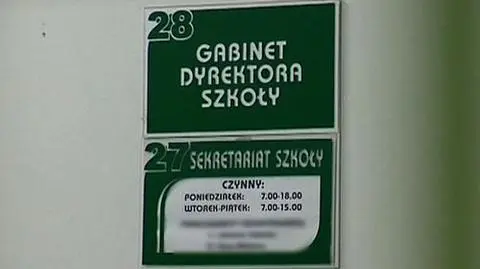 28
GABINET
DYREKTORA
SZKOŁY
27 SEKRETARIAT SZKOŁY
CZYNNY:
PONIEDZIAŁEK: 7.00-18.00
WTOREK-PIĄTEK: 7.00-15.00